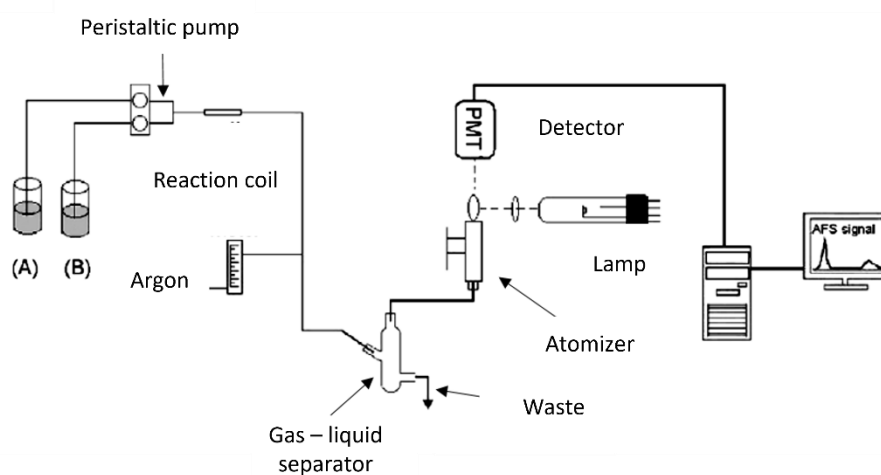 Peristaltic pump
PMT
Detector
Reaction coil
AFS signal
(A)
(B)
Argon
Lamp
Atomizer
Waste
Gas – liquid
separator